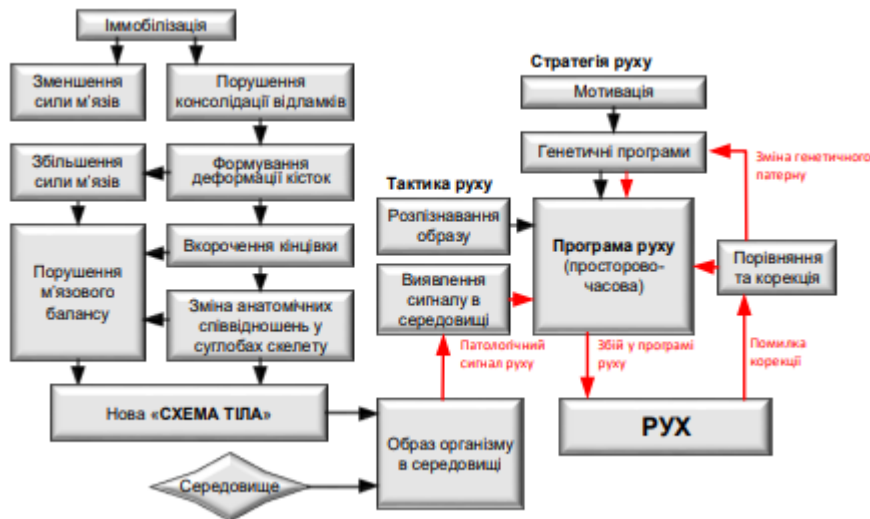 Іммобілізація
Зменшення
сили м'язів
Порушення
консолідації відламків
Збільшення
сили м'язів
Формування
деформації кісток
Порушення
м'язового
балансу
Вкорочення кінцівки
Зміна анатомічних
співвідношень у
суглобах скелету
Нова «СХЕМА ТІЛА»
Середовище
Стратегія руху
Мотивація
Генетичні програми
Зміна генетичного
патерну
Тактика руху
Розпізнавання
образу
Виявлення
сигналу в
середовищі
Програма руху
(просторово-
часова)
Порівняння
та корекція
Патологічний
сигнал руху
Збій у програмі
руху
Помилка
корекції
Образ організму
в середовищі
РУХ